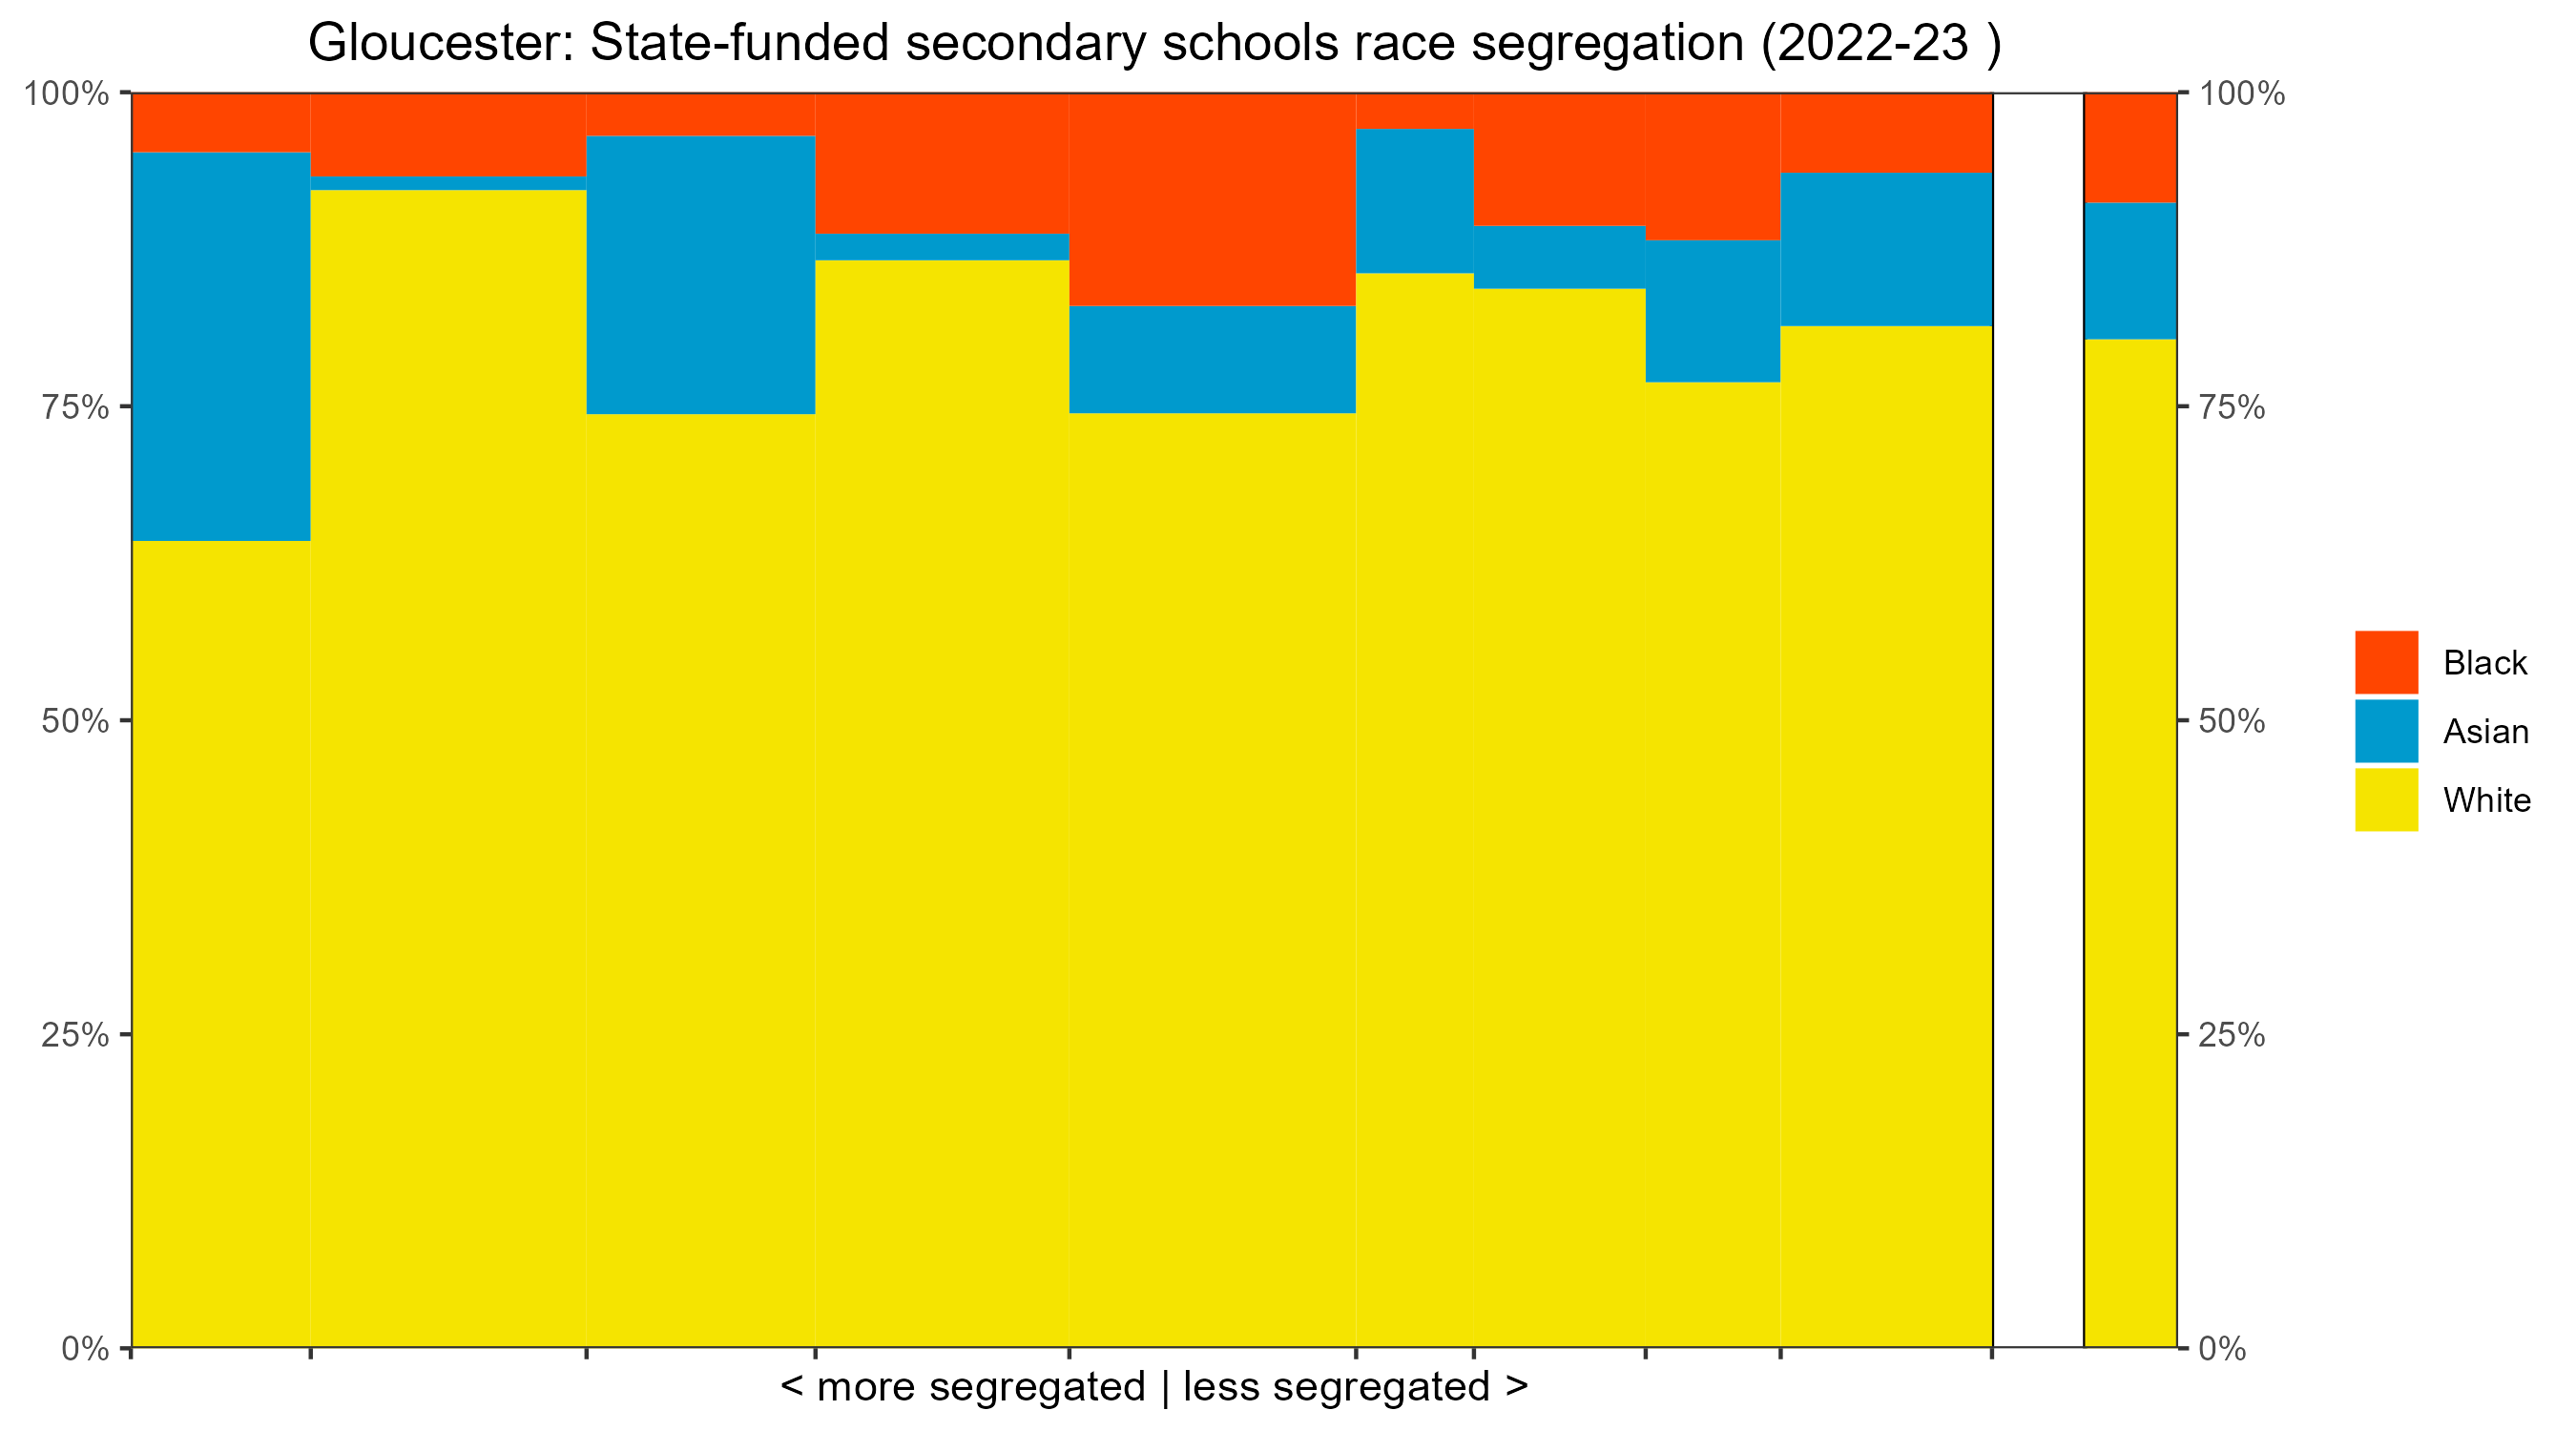 Gloucester: State-funded secondary schools race segregation (2022-23 )
100%
75%
50%
25%
0%
100%
75%
50%
25%
0%
Black
Asian
White
< more segregated | less segregated >